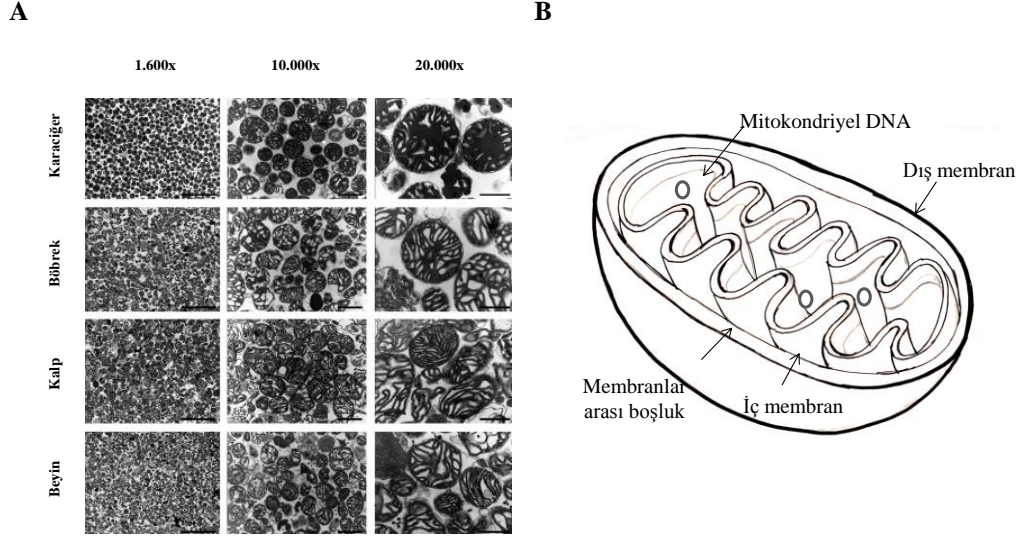 A
B
1.600x
10.000x
20.000x
Karaciğer
Böbrek
Kalp
Beyin
Mitokondriyel DNA
Dış membran
Membranlar
arası boşluk
İç membran